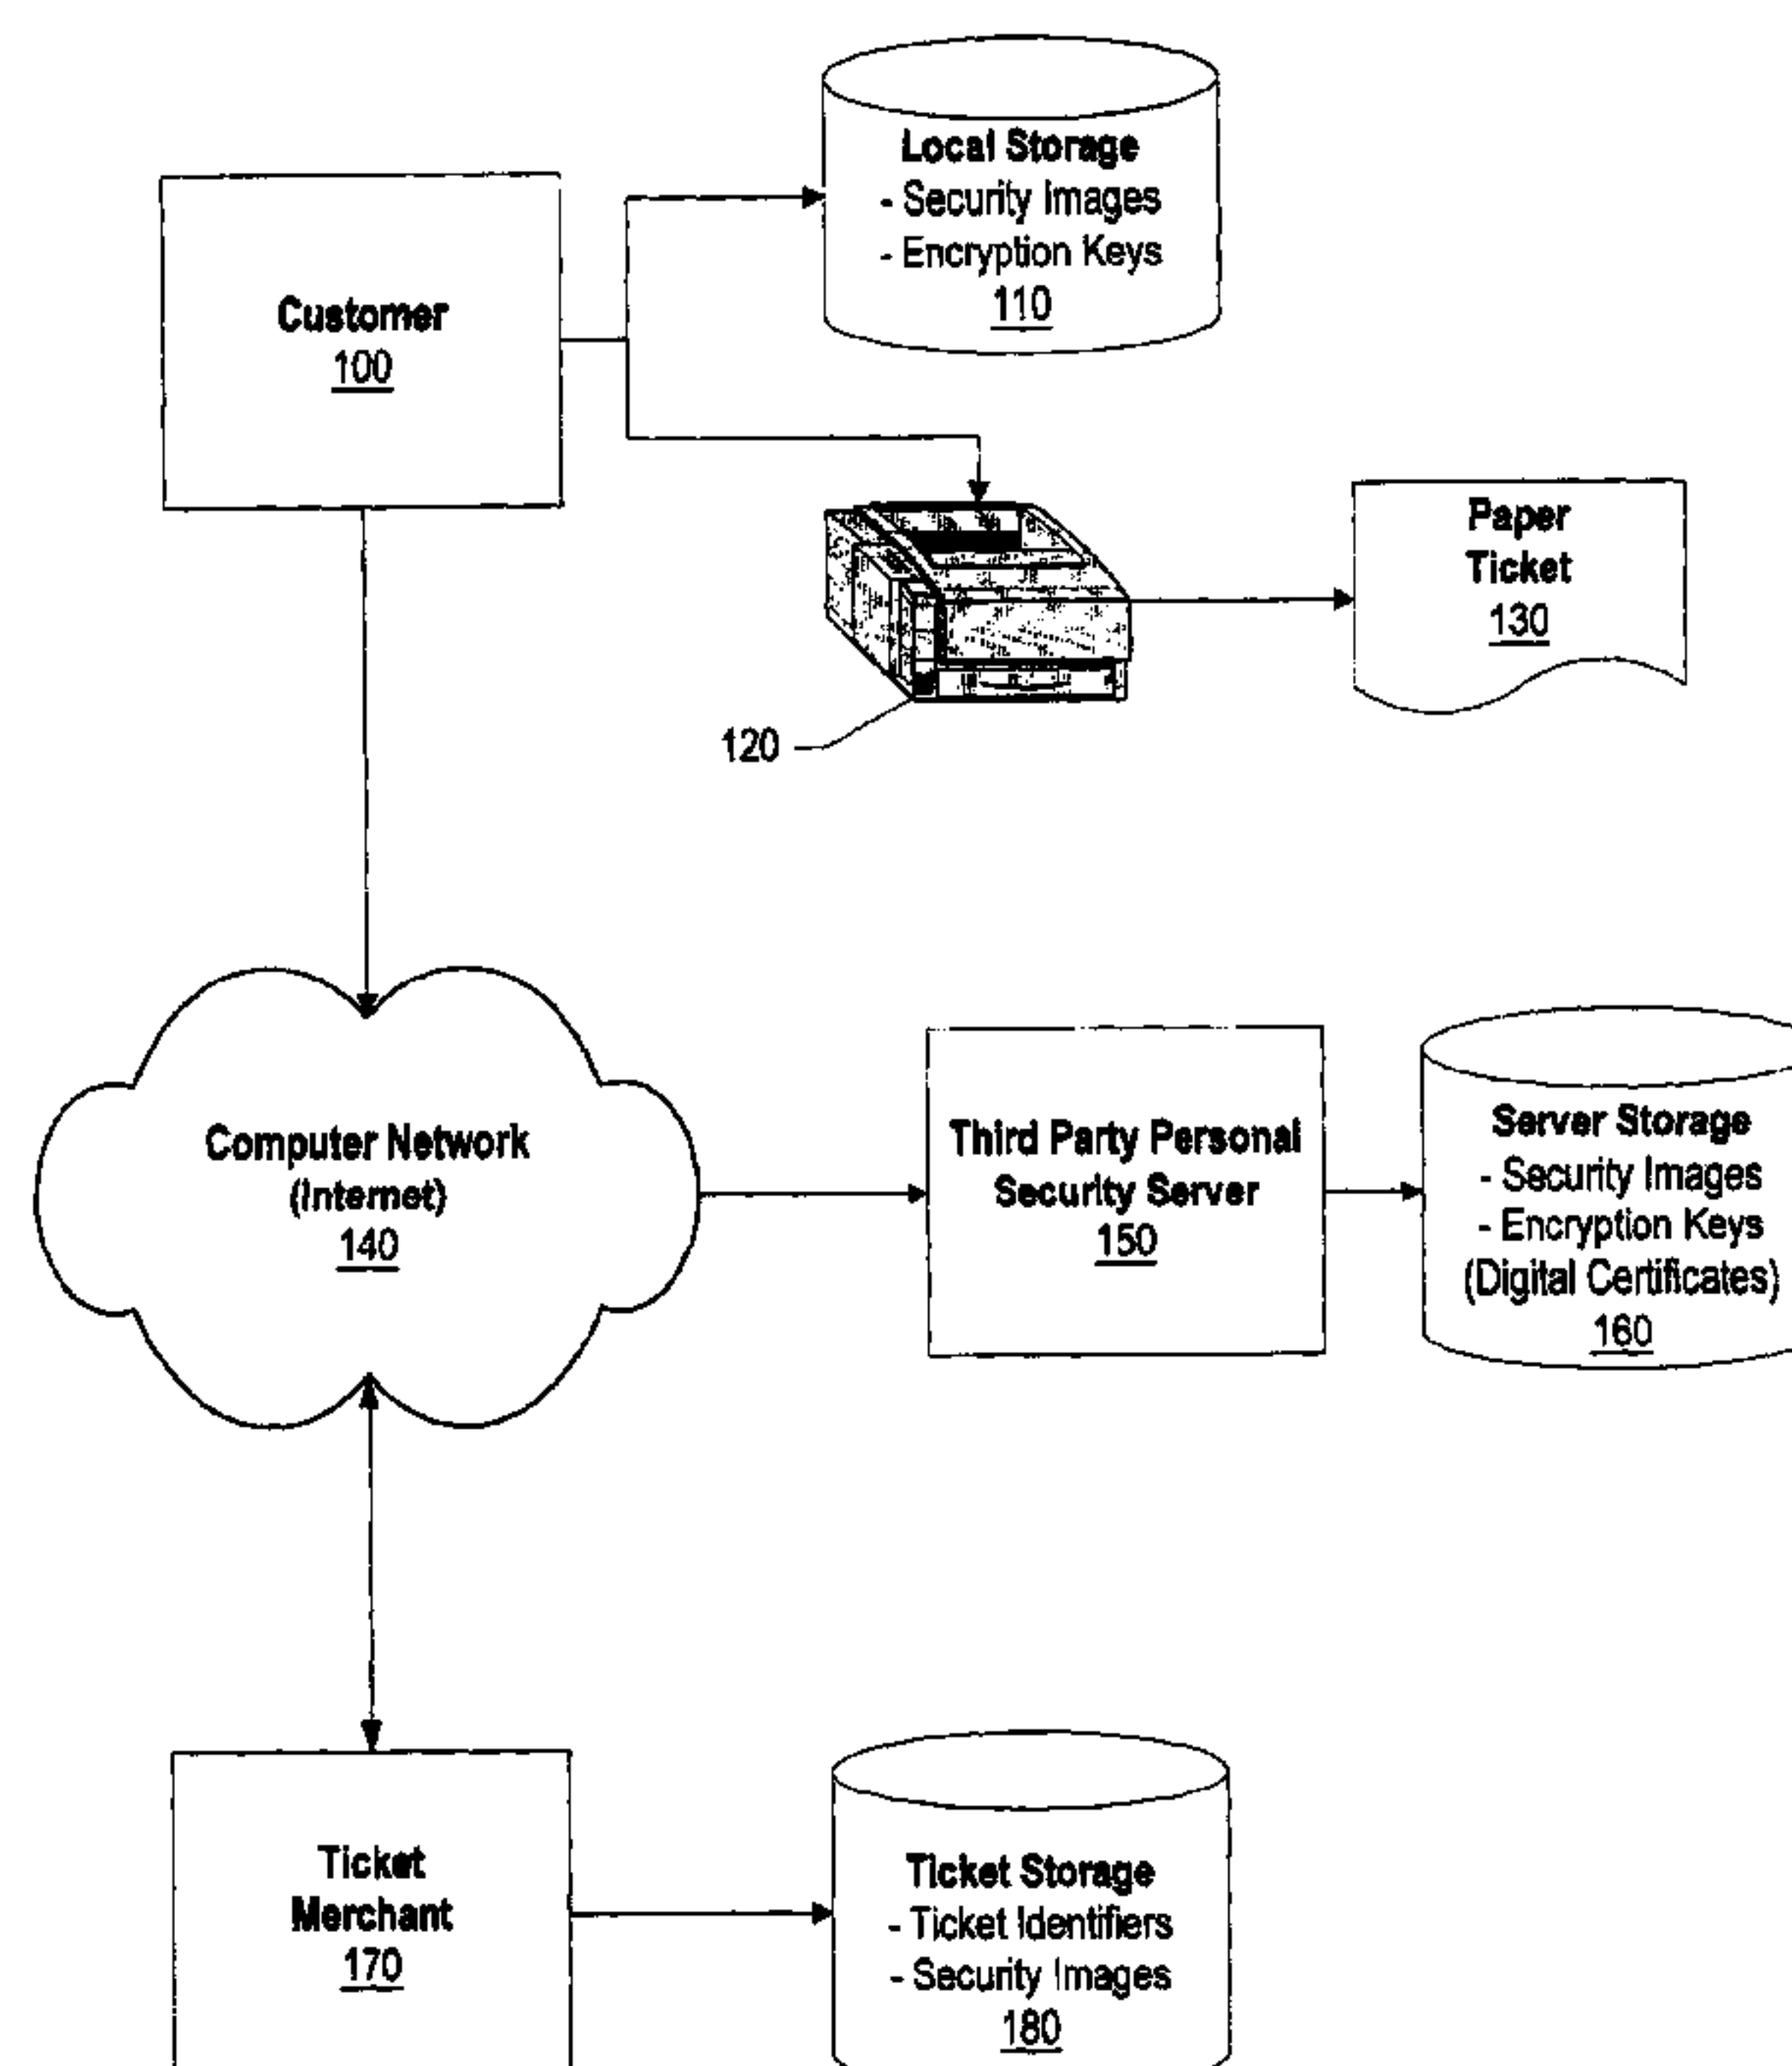 Local Storage
- Security Images
- Encryption Keys
110
Customer
100
Paper
Ticket
130
120
Computer Network
(Internet)
140
Third Party Personal
Security Server
150
Server Storage
- Security Images
- Encryption Keys
(Digital Certificates)
160
Ticket
Merchant
170
Ticket Storage
- Ticket Identifiers
- Security Images
180